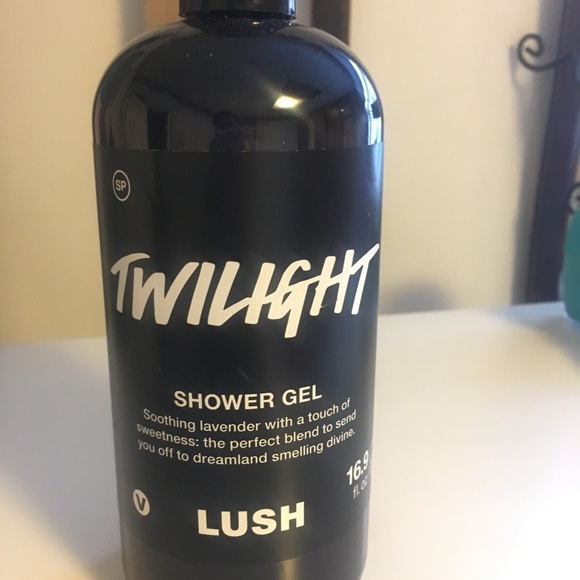 SP
TWILIGHT
SHOWER GEL
Soothing lavender with a touch of
sweetness: the perfect blend to send
you off to dreamland smelling divine.
16.9
fl. oz
V
LUSH